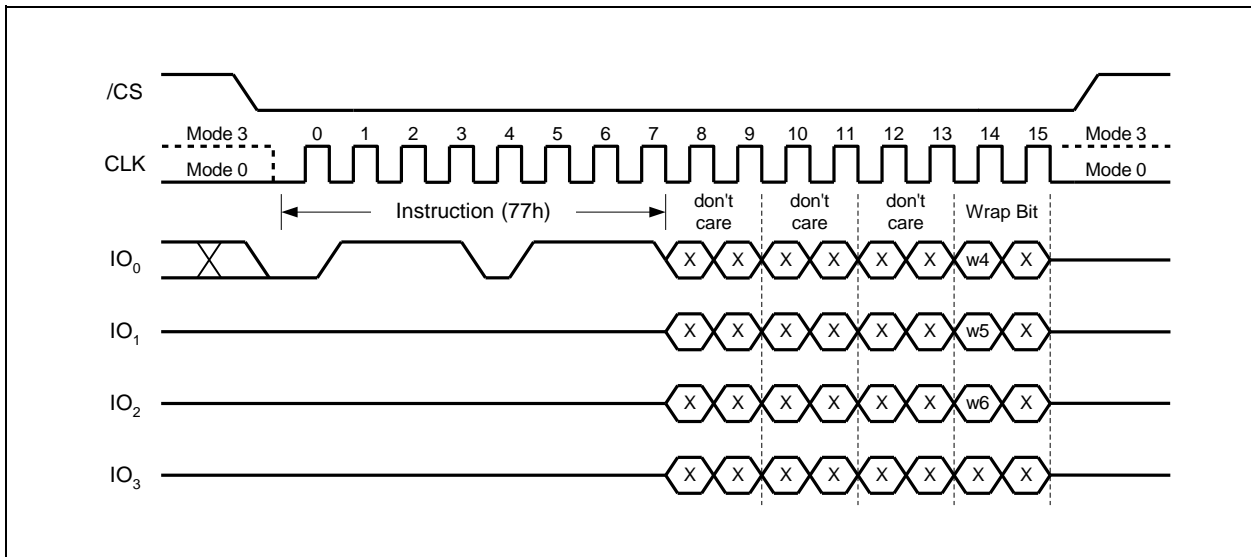 /CS
Mode 3 0 1 2 3 4 5 6 7 8 9 10 11 12 13 14 15 Mode 3
CLK
Mode 0 Mode 0
Instruction (77h) don't care don't care don't care Wrap Bit
IO0 X X X X X X w4 X
IO1 X X X X X X w5 X
IO2 X X X X X X w6 X
IO3 X X X X X X X X